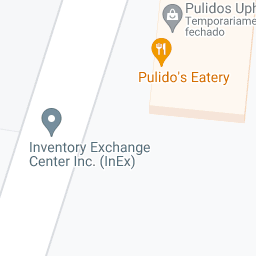 Pulidos Uph
Temporariame
fechado
Pulido's Eatery
Inventory Exchange
Center Inc. (InEx)